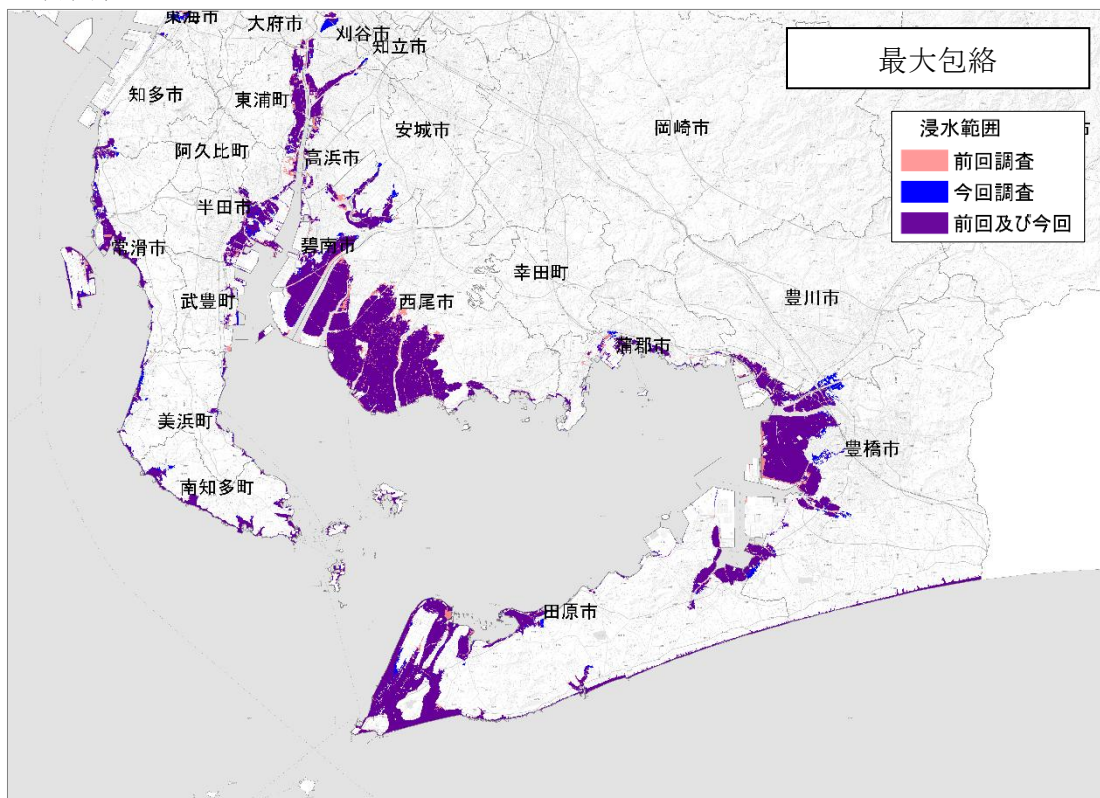 最大包絡
浸水範囲
前回調査
今回調査
前回及び今回
東海市
大府市
刈谷市
知立市
知多市
東浦町
安城市
岡崎市
市
阿久比町
高浜市
半田市
碧南市
常滑市
幸田町
武豊町
西尾市
豊川市
蒲郡市
美浜町
豊橋市
南知多町
田原市